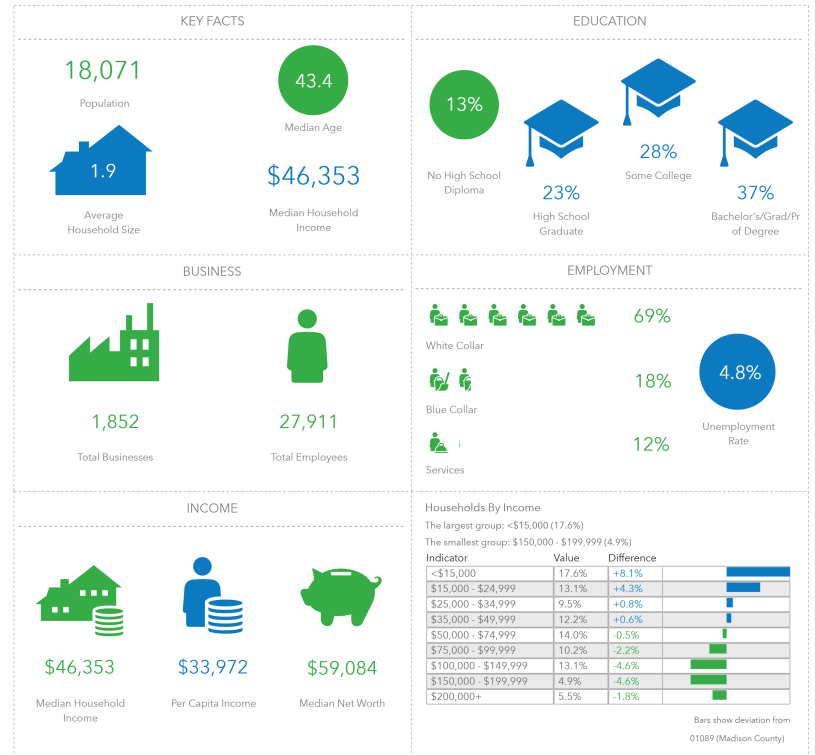 KEY FACTS
18,071
Population
43.4
Median Age
1.9
Average
Household Size
$46,353
Median Household
Income
EDUCATION
13%
No High School
Diploma
23%
High School
Graduate
28%
Some College
37%
Bachelor's/Grad/Pr
of Degree
BUSINESS
1,852
Total Businesses
27,911
Total Employees
EMPLOYMENT
69%
White Collar
18%
Blue Collar
12%
Services
4.8%
Unemployment
Rate
INCOME
$46,353
Median Household
Income
$33,972
Per Capita Income
$59,084
Median Net Worth
Households By Income
The largest group: <$15,000 (17.6%)
The smallest group: $150,000 - $199,999 (4.9%)
Indicator Value Difference
<$15,000 17.6% +8.1%
$15,000 - $24,999 13.1% +4.3%
$25,000 - $34,999 9.5% +0.8%
$35,000 - $49,999 12.2% +0.6%
$50,000 - $74,999 14.0% -0.5%
$75,000 - $99,999 10.2% -2.2%
$100,000 - $149,999 13.1% -4.6%
$150,000 - $199,999 4.9% -4.6%
$200,000+ 5.5% -1.8%
Bars show deviation from
01089 (Madison County)